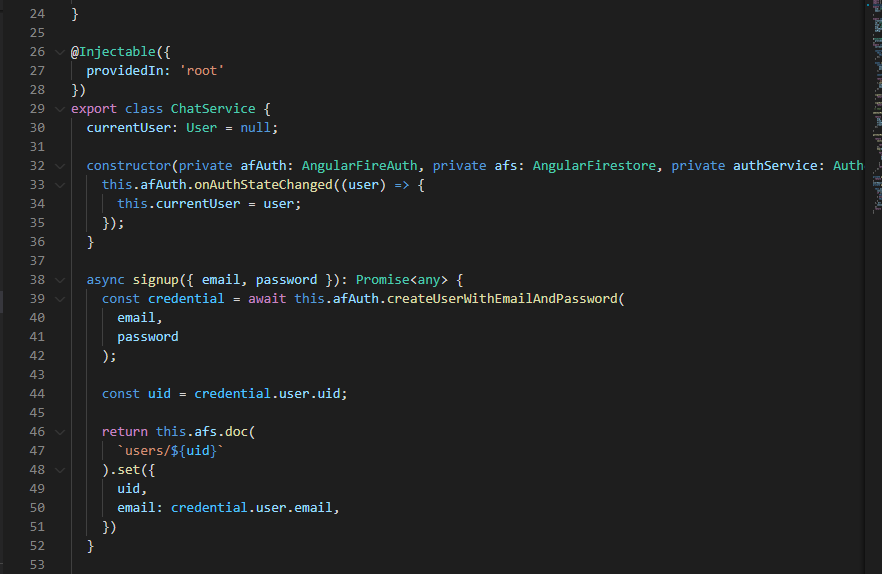 24 }
25
26 @Injectable({
27 providedIn: 'root'
28 })
29 export class ChatService {
30 currentUser: User = null;
31
32 constructor(private afAuth: AngularFireAuth, private afs: AngularFirestore, private authService: Auth
33 this.afAuth.onAuthStateChanged((user) => {
34 this.currentUser = user;
35 });
36 }
37
38 async signup({ email, password }): Promise<any> {
39 const credential = await this.afAuth.createUserWithEmailAndPassword(
40 email,
41 password
42 );
43
44 const uid = credential.user.uid;
45
46 return this.afs.doc(
47 `users/${uid}`
48 ).set({
49 uid,
50 email: credential.user.email,
51 })
52 }
53